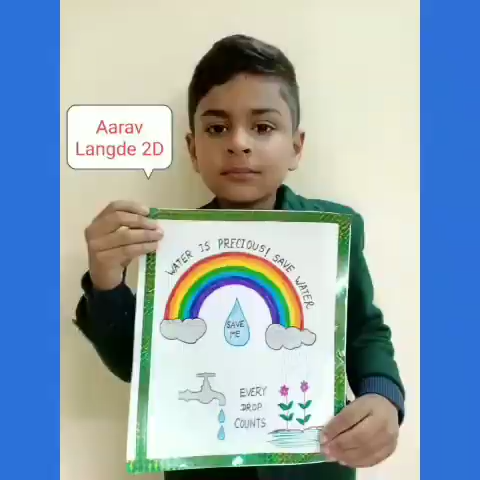 Aarav
Langde 2D
WATER IS PRECIOUS! SAVE WATER
SAVE
ME
EVERY
DROP
COUNTS